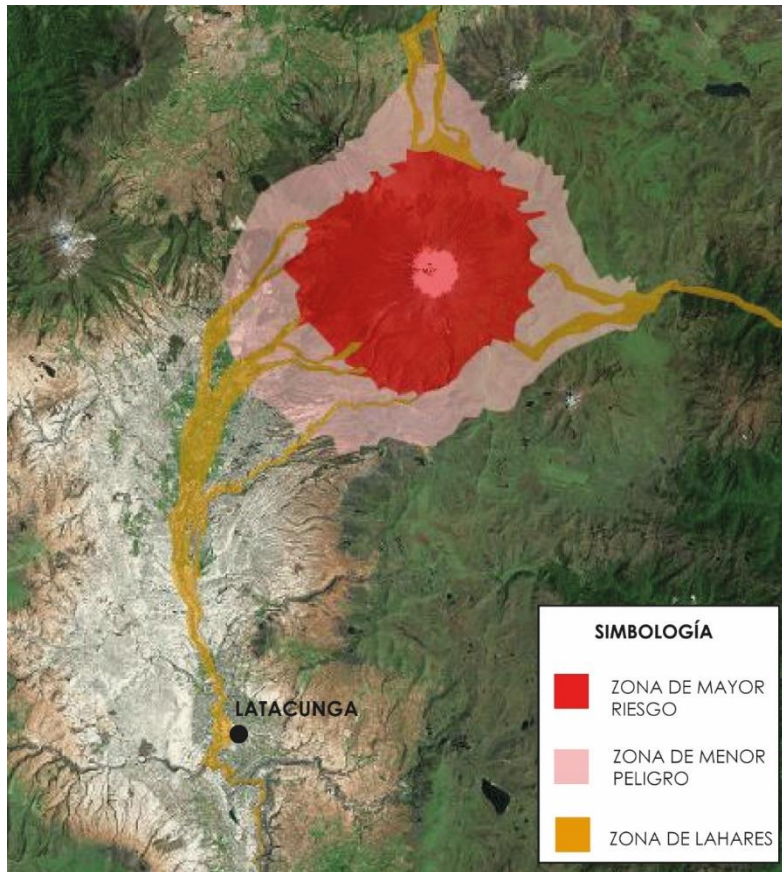 LATACUNGA
SIMBOLOGÍA
ZONA DE MAYOR
RIESGO
ZONA DE MENOR
PELIGRO
ZONA DE LAHARES